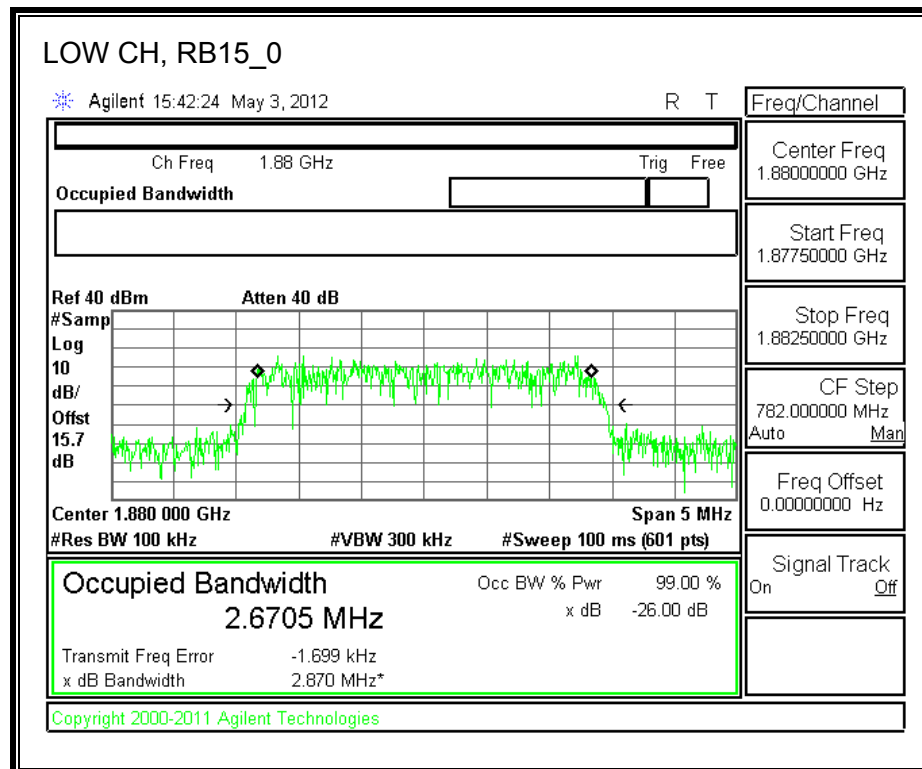 LOW CH, RB15_0
Agilent 15:42:24 May 3, 2012 R T
Freq/Channel
Ch Freq 1.88 GHz Trig Free
Occupied Bandwidth
Center Freq
1.88000000 GHz
Start Freq
1.87750000 GHz
Stop Freq
1.88250000 GHz
CF Step
782.000000 MHz
Auto Man
Freq Offset
0.00000000 Hz
Signal Track
On Off
Ref 40 dBm Atten 40 dB
#Samp
Log
10
dB/
Offst
15.7
dB
Center 1.880 000 GHz Span 5 MHz
#Res BW 100 kHz #VBW 300 kHz #Sweep 100 ms (601 pts)
Occupied Bandwidth Occ BW % Pwr 99.00 %
2.6705 MHz x dB -26.00 dB
Transmit Freq Error -1.699 kHz
x dB Bandwidth 2.870 MHz*
Copyright 2000-2011 Agilent Technologies